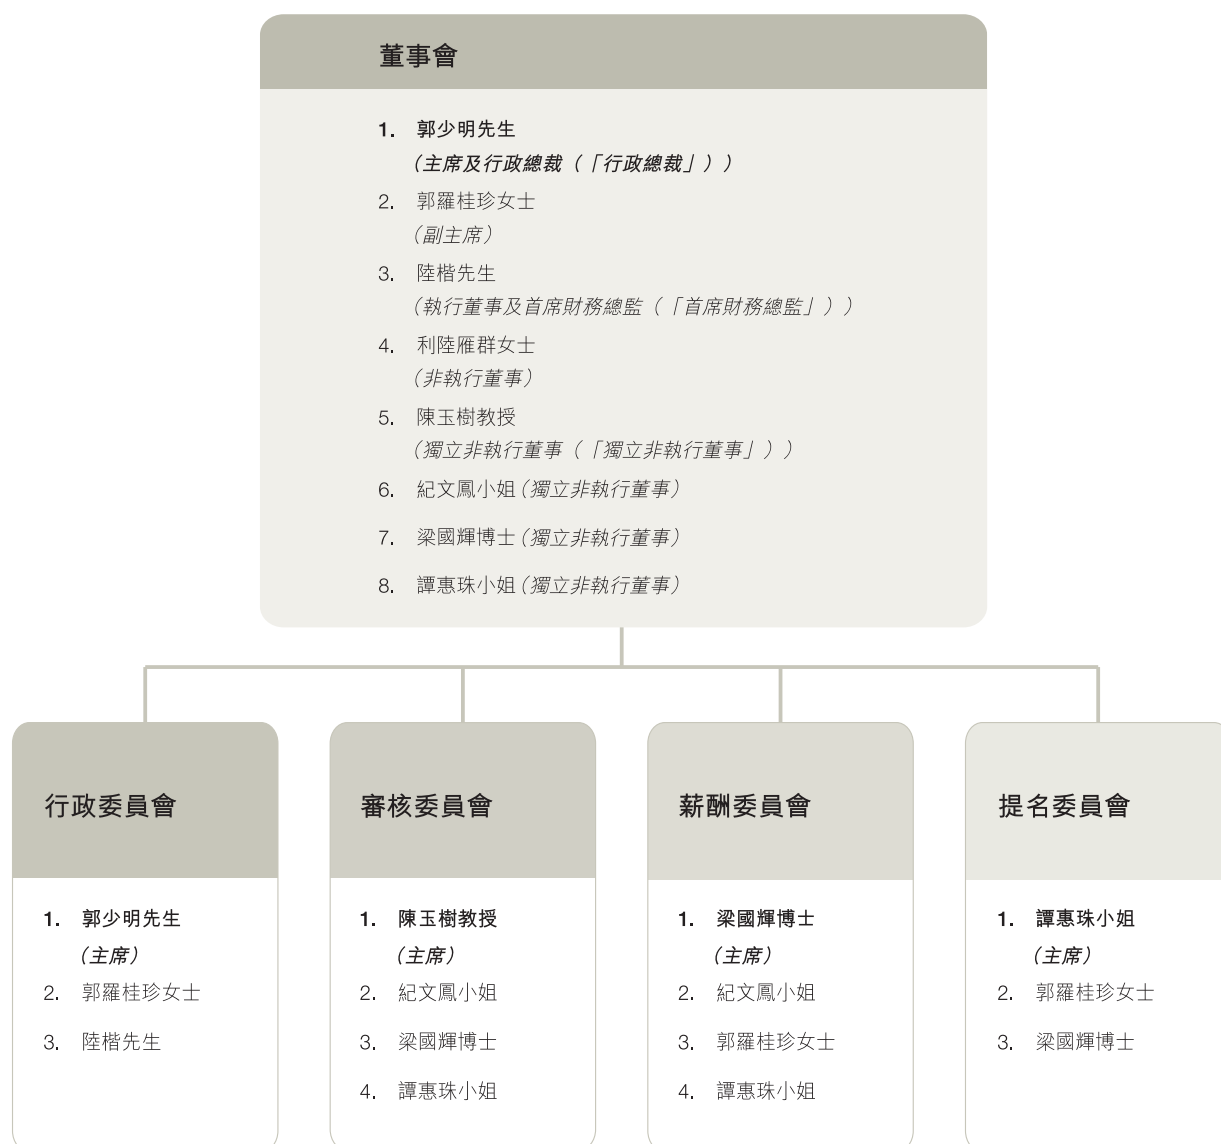 董事會
1. 郭少明先生
（主席及行政總裁（「行政總裁」））
2. 郭羅桂珍女士
（副主席）
3. 陸楷先生
（執行董事及首席財務總監（「首席財務總監」））
4. 利陸雁群女士
（非執行董事）
5. 陳玉樹教授
（獨立非執行董事（「獨立非執行董事」））
6. 紀文鳳小姐（獨立非執行董事）
7. 梁國輝博士（獨立非執行董事）
8. 譚惠珠小姐（獨立非執行董事）
行政委員會
1. 郭少明先生
（主席）
2. 郭羅桂珍女士
3. 陸楷先生
審核委員會
1. 陳玉樹教授
（主席）
2. 紀文鳳小姐
3. 梁國輝博士
4. 譚惠珠小姐
薪酬委員會
1. 梁國輝博士
（主席）
2. 紀文鳳小姐
3. 郭羅桂珍女士
4. 譚惠珠小姐
提名委員會
1. 譚惠珠小姐
（主席）
2. 郭羅桂珍女士
3. 梁國輝博士